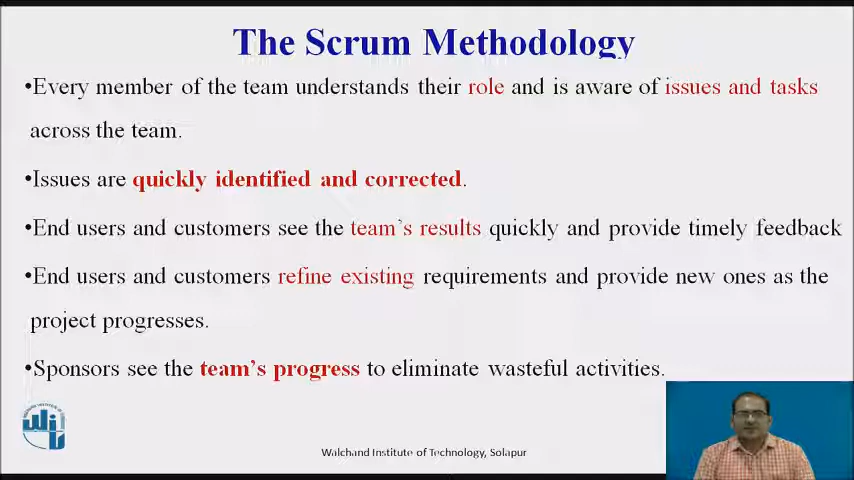 The Scrum Methodology
•Every member of the team understands their role and is aware of issues and tasks
across the team.
•Issues are quickly identified and corrected.
•End users and customers see the team's results quickly and provide timely feedback
•End users and customers refine existing requirements and provide new ones as the
project progresses.
•Sponsors see the team's progress to eliminate wasteful activities.
Walchand Institute of Technology, Solapur